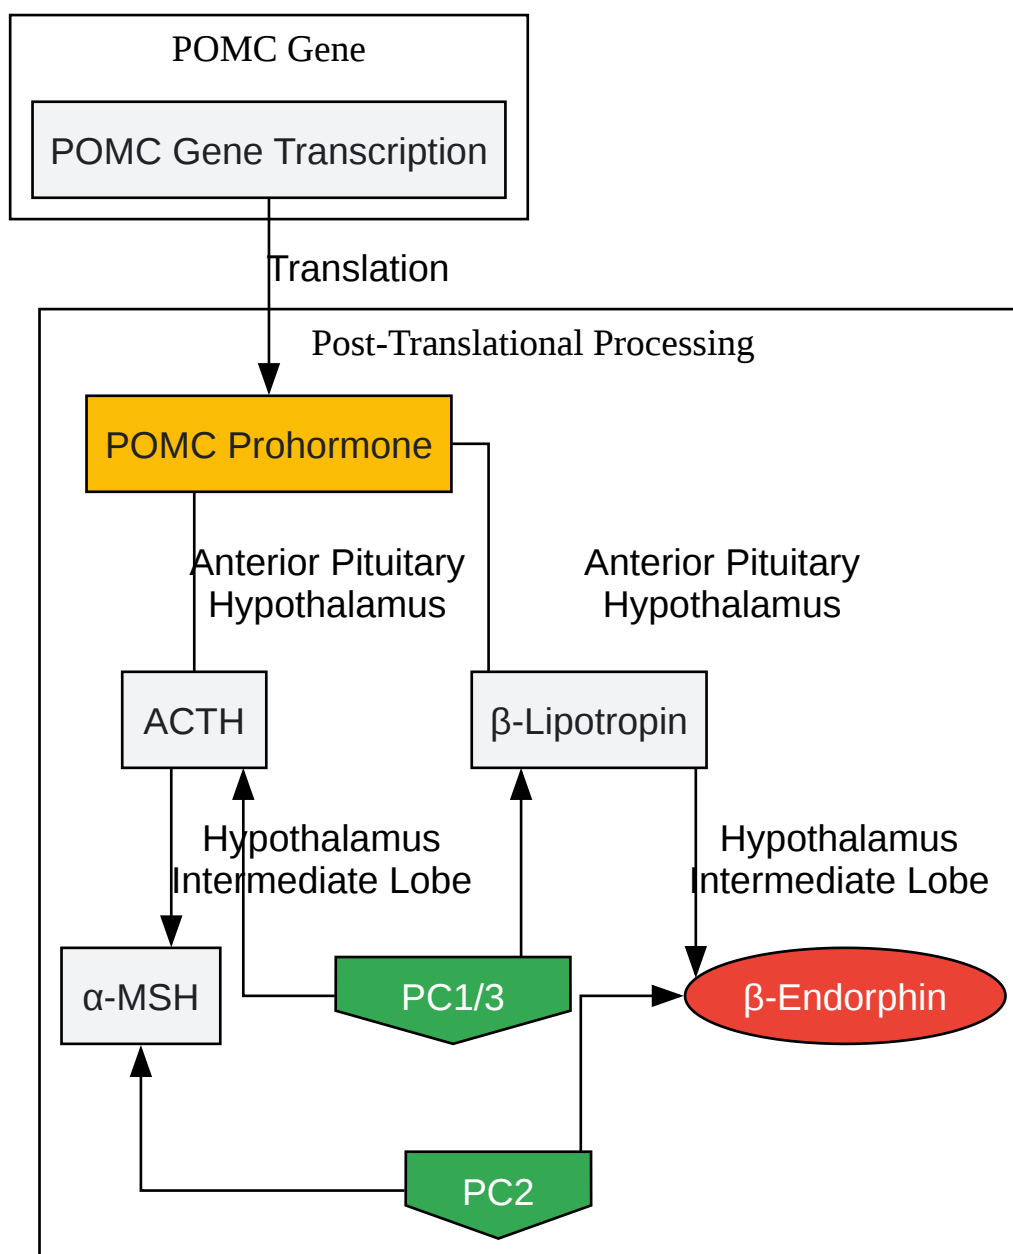 POMC Gene
POMC Gene Transcription
Translation
Post-Translational Processing
POMC Prohormone
Anterior Pituitary
Hypothalamus
Anterior Pituitary
Hypothalamus
ACTH
β-Lipotropin
Hypothalamus
Intermediate Lobe
Hypothalamus
Intermediate Lobe
α-MSH
PC1/3
β-Endorphin
PC2